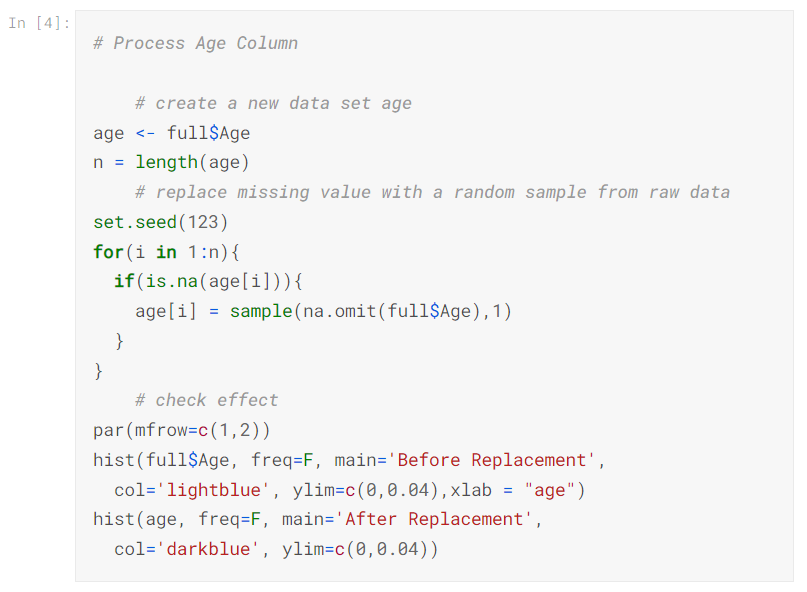 In [4]:
# Process Age Column
# create a new data set age
age <- full$Age
n = length(age)
# replace missing value with a random sample from raw data
set.seed(123)
for(i in 1:n){
if(is.na(age[i])){
age[i] = sample(na.omit(full$Age),1)
}
}
# check effect
par(mfrow=c(1,2))
hist(full$Age, freq=F, main='Before Replacement',
col='lightblue', ylim=c(0,0.04),xlab = "age")
hist(age, freq=F, main='After Replacement',
col='darkblue', ylim=c(0,0.04))